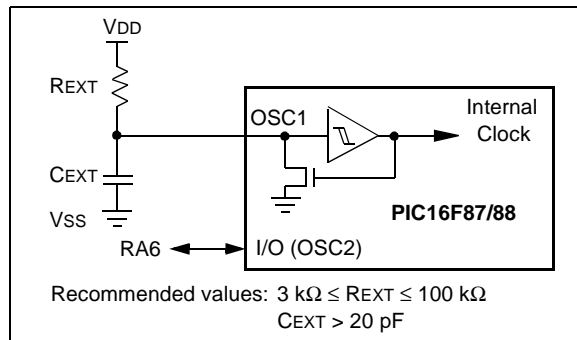 VDD
REXT
OSC1
Internal
Clock
CEXT
VSS
PIC16F87/88
RA6
I/O (OSC2)
Recommended values: 3 kΩ ≤ REXT ≤ 100 kΩ
CEXT > 20 pF